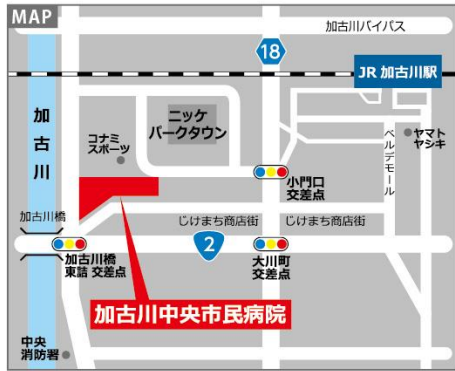 MAP
加古川バイパス
18
JR 加古川駅
加古川
ニッケ
パークタウン
コナミ
スポーツ
ベルデモール
ヤマト
ヤシキ
小門口
交差点
加古川橋
じけまち商店街
じけまち商店街
2
加古川橋
東詰 交差点
大川町
交差点
加古川中央市民病院
中央
消防署